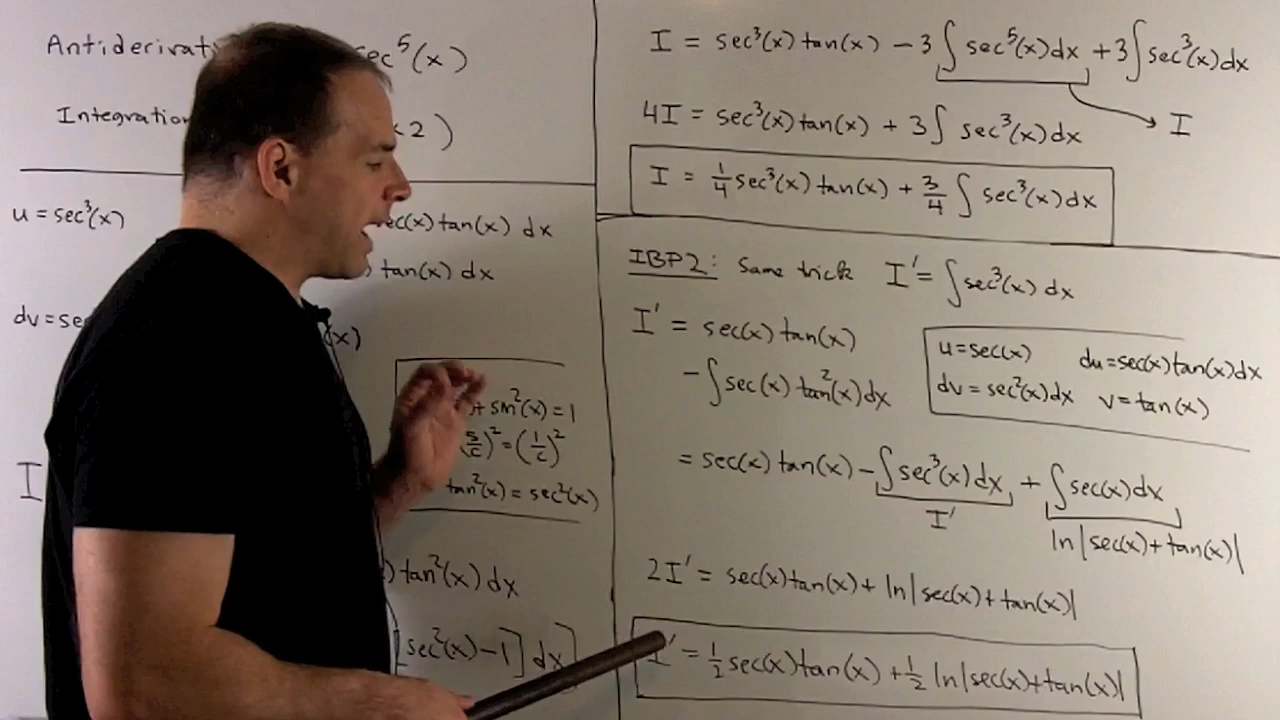 sec⁵(x)
Integration x2)
u = sec³(x) sec(x) tan(x) dx
tan(x) dx
dv = (x)
+ sin²(x) = 1
(s/c)² = (1/c)²
tan²(x) = sec²(x)
I
) tan²(x) dx
[sec²(x) − 1] dx]
I = sec³(x) tan(x) − 3 ∫ sec⁵(x) dx + 3 ∫ sec³(x) dx
→ I
4I = sec³(x) tan(x) + 3 ∫ sec³(x) dx
I = 1/4 sec³(x) tan(x) + 3/4 ∫ sec³(x) dx
IBP2: Same trick I' = ∫ sec³(x) dx
I' = sec(x) tan(x)
− ∫ sec(x) tan²(x) dx
u = sec(x) du = sec(x) tan(x) dx
dv = sec²(x) dx v = tan(x)
= sec(x) tan(x) − ∫ sec³(x) dx + ∫ sec(x) dx
I' ln|sec(x) + tan(x)|
2I' = sec(x) tan(x) + ln|sec(x) + tan(x)|
I' = 1/2 sec(x) tan(x) + 1/2 ln|sec(x) + tan(x)|